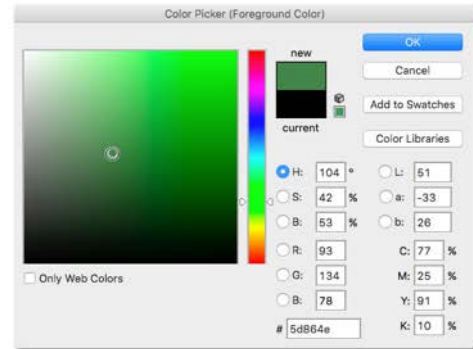 Color Picker (Foreground Color)
new
current
OK
Cancel
Add to Swatches
Color Libraries
H: 104 °
S: 42 %
B: 53 %
R: 93
G: 134
B: 78
# 5d864e
L: 51
a: -33
b: 26
C: 77 %
M: 25 %
Y: 91 %
K: 10 %
Only Web Colors